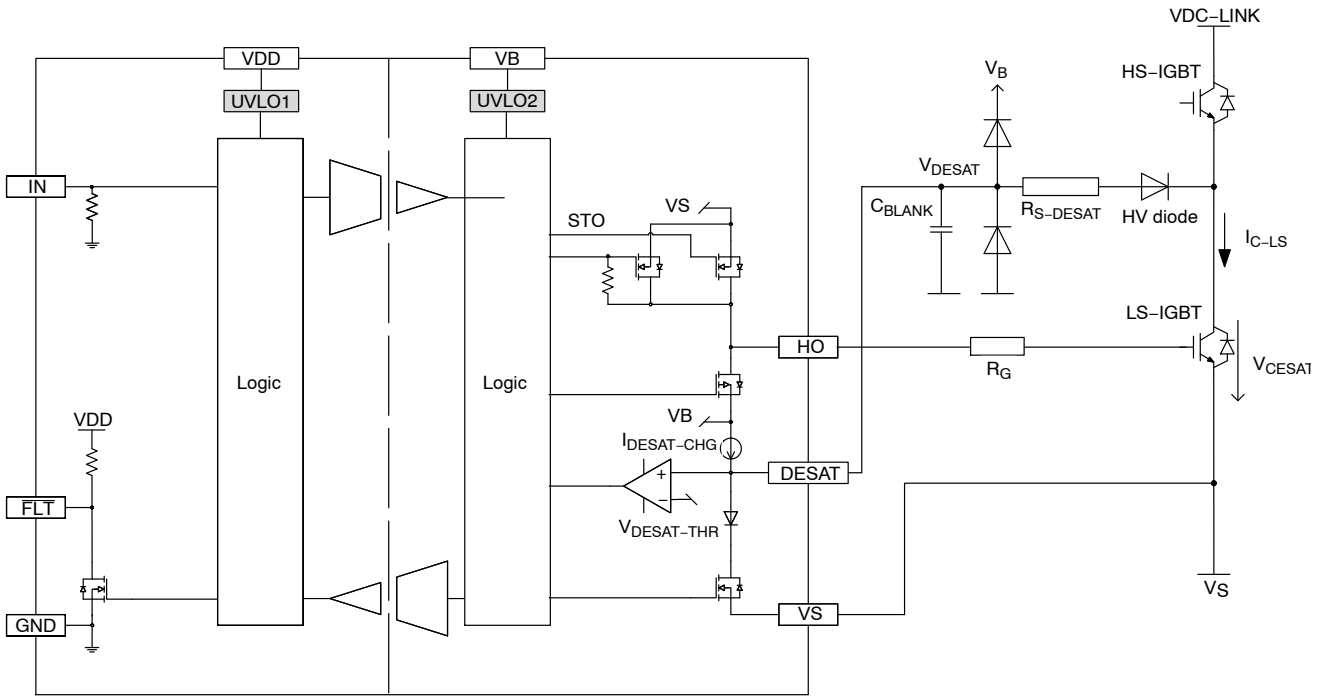 VDC−LINK
VDD
VB
VB
HS−IGBT
UVLO1
UVLO2
IN
VDESAT
VS
CBLANK
RS−DESAT
HV diode
STO
IC−LS
LS−IGBT
HO
RG
VCESAT
Logic
Logic
VDD
VB
IDESAT−CHG
+
DESAT
−
FLT
VDESAT−THR
VS
GND
VS